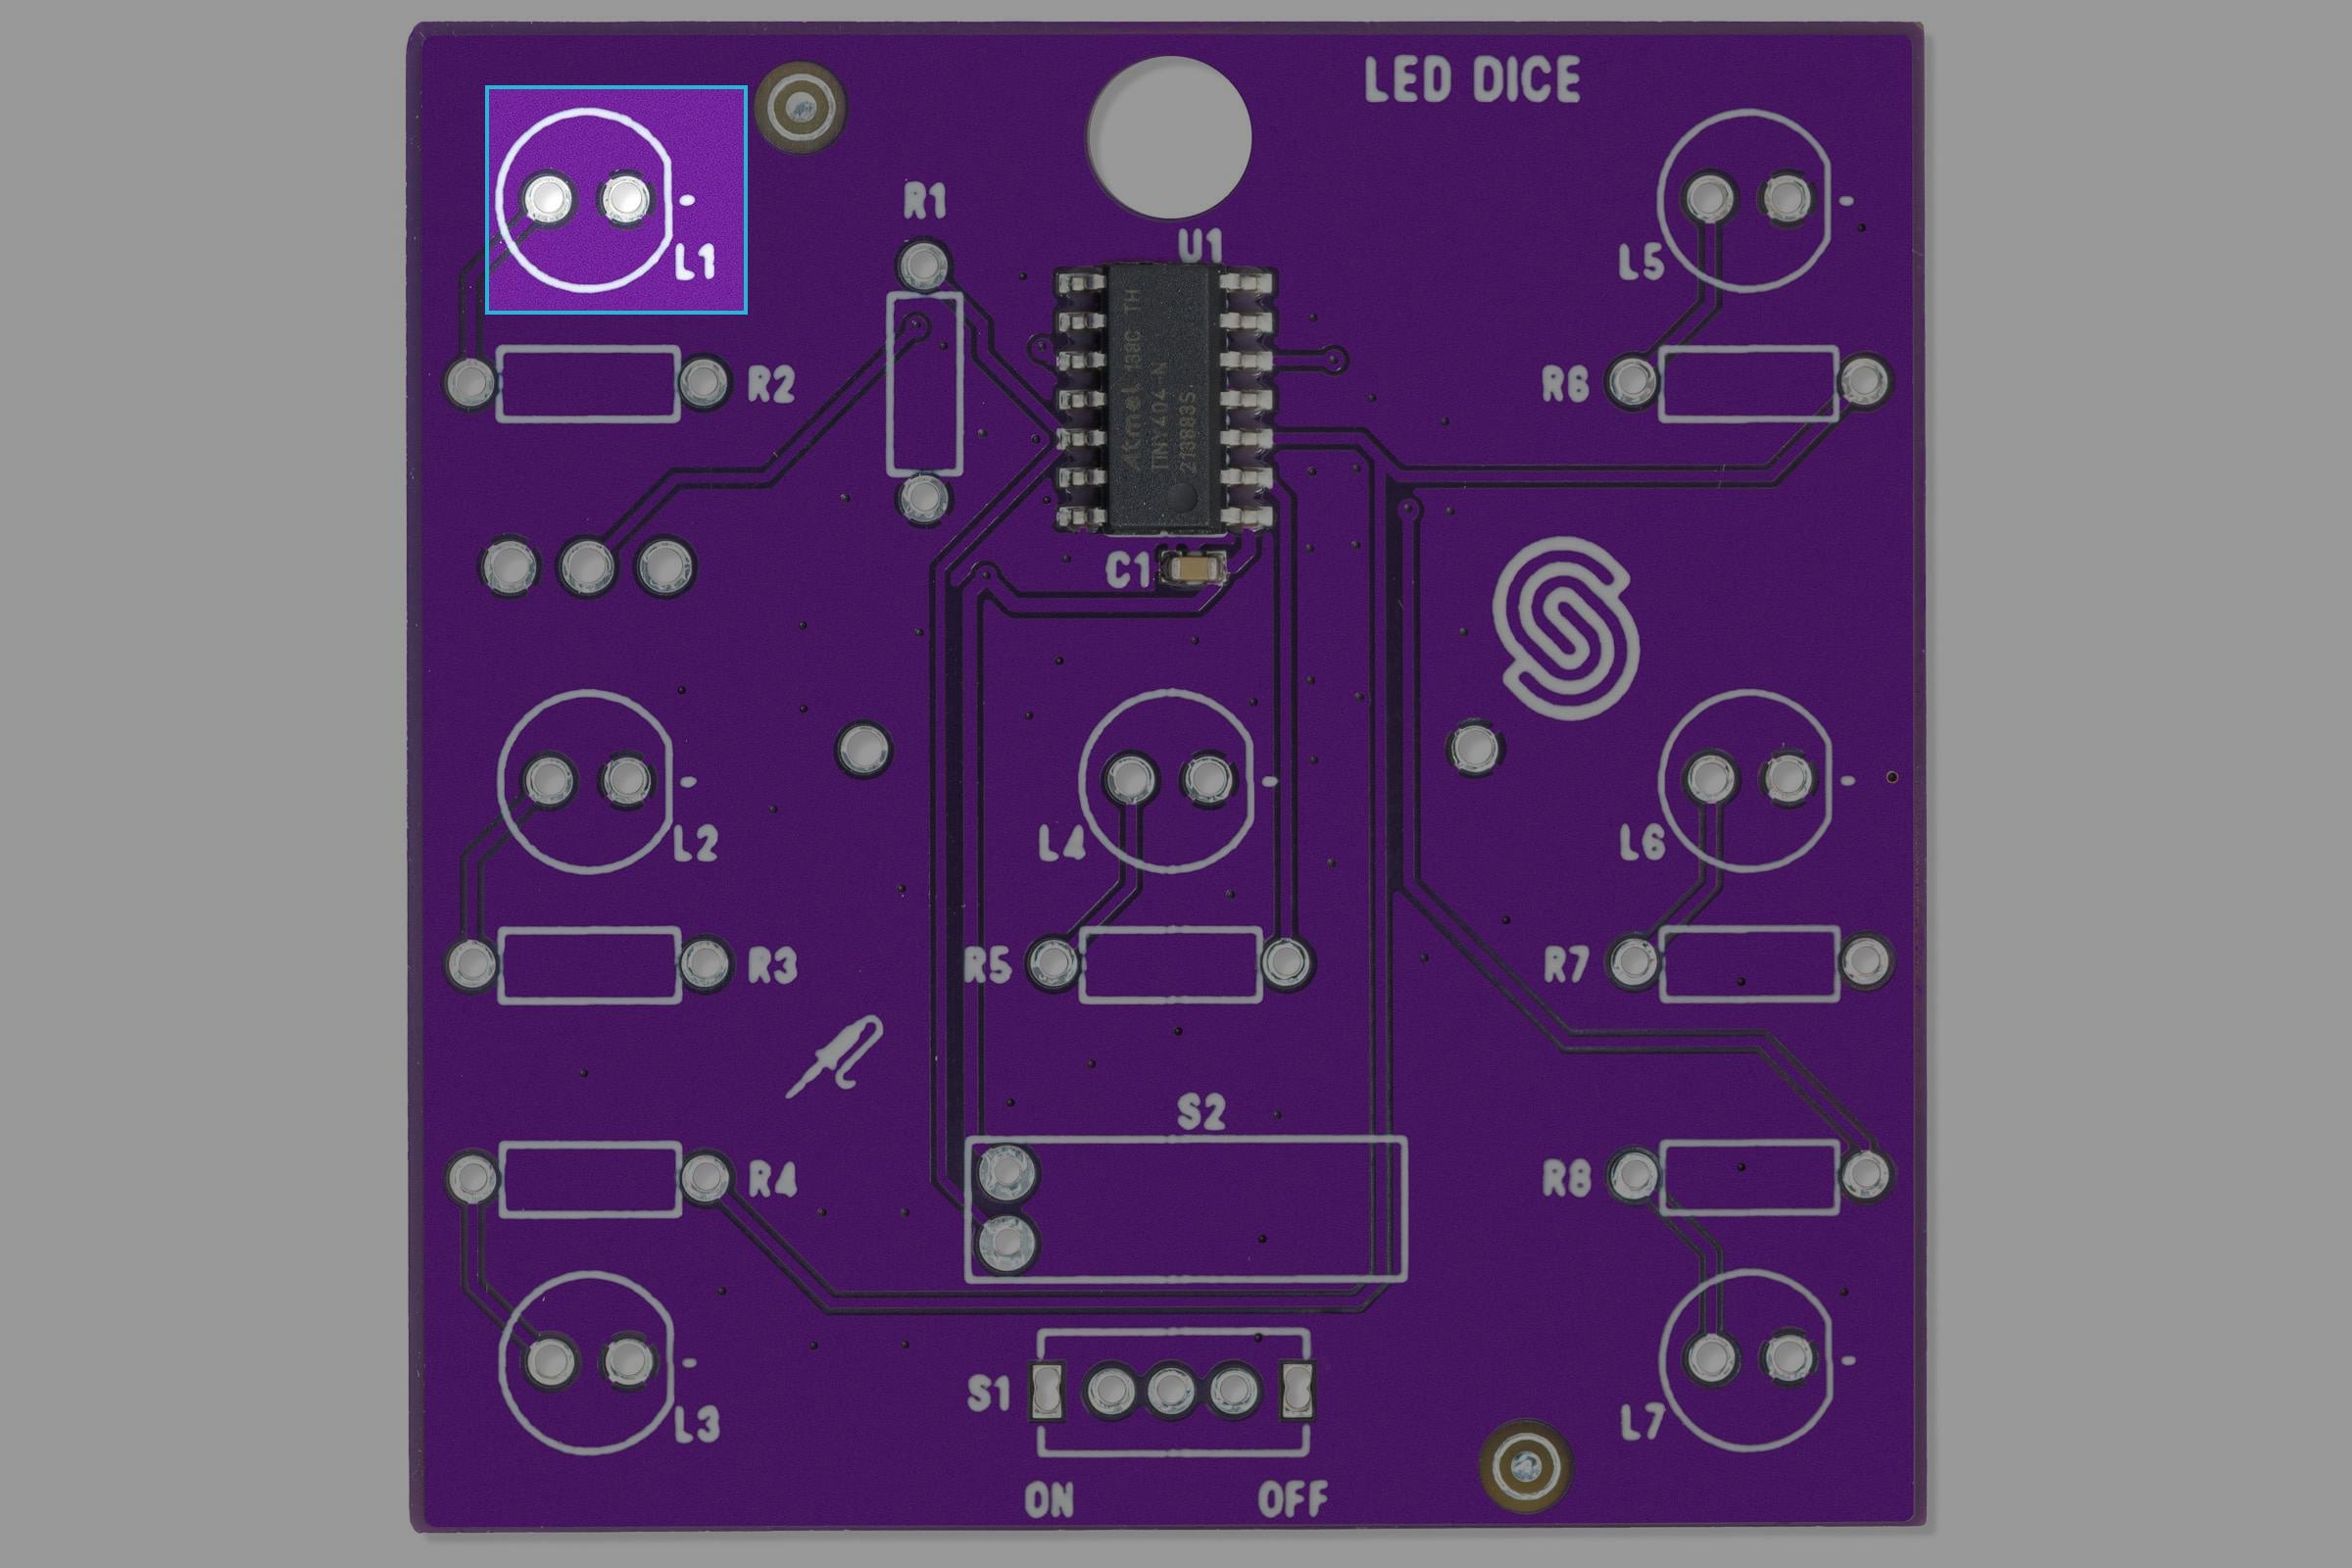 LED DICE
R1
U1
L1
L5
Atmel 138C TH
TINY404-N
213883S
R2
R6
C1
L2
L4
L6
R3
R5
R7
S2
R4
R8
L3
S1
L7
ON OFF